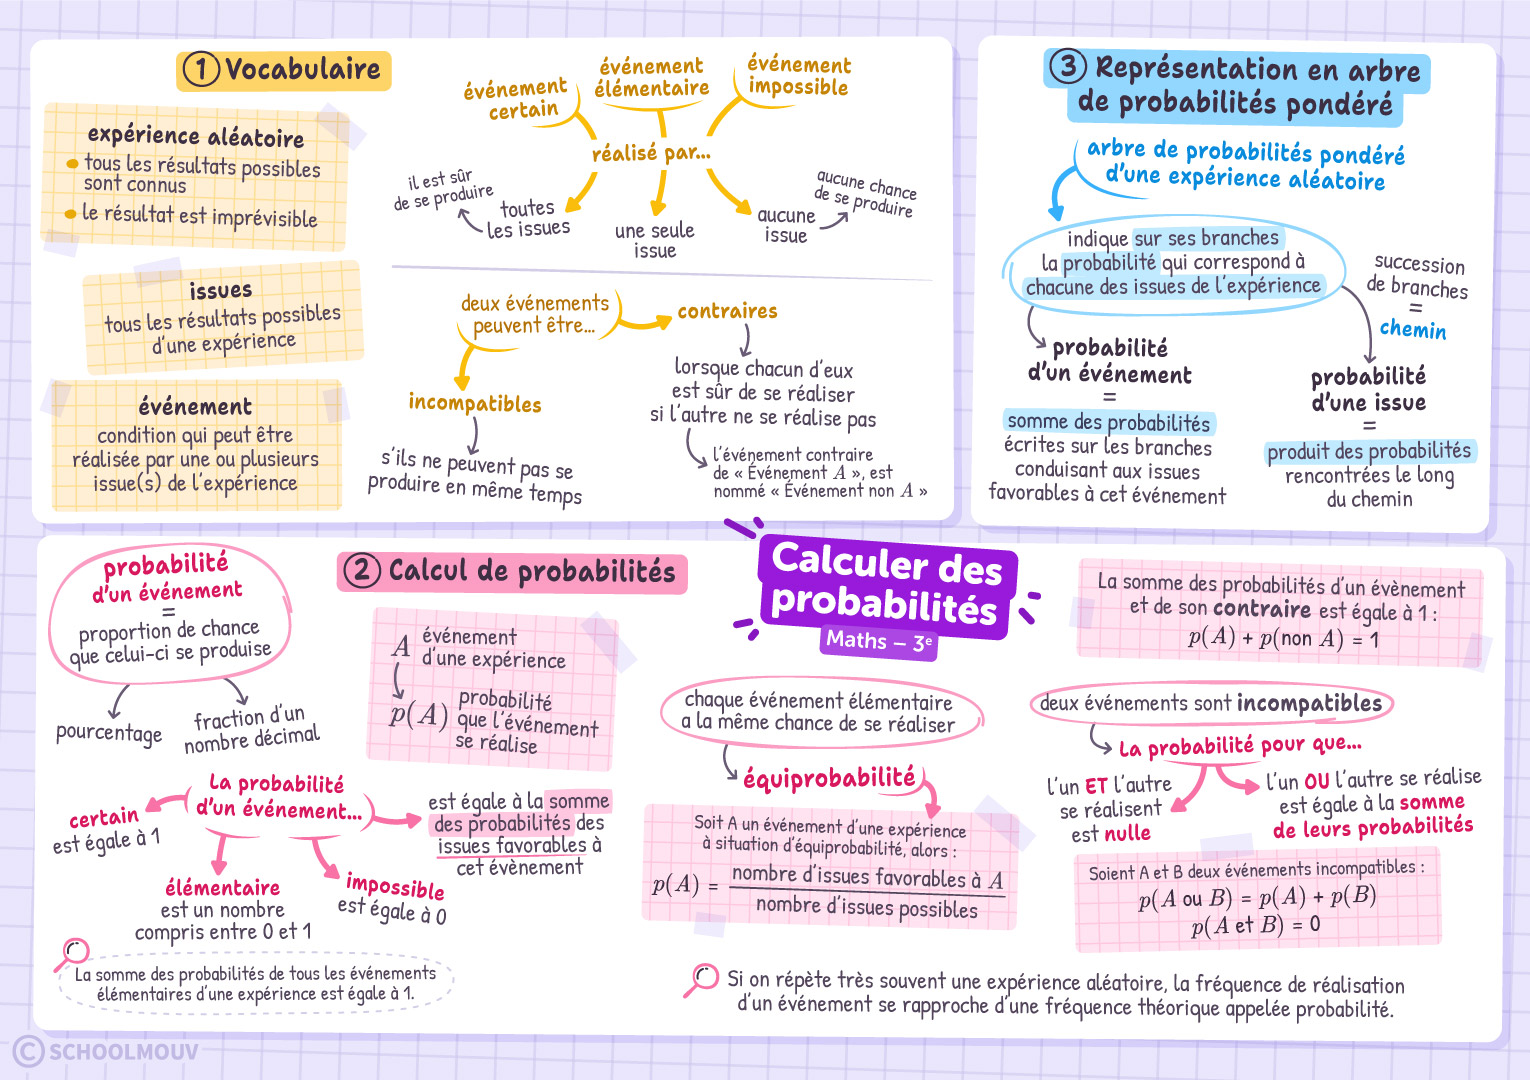 1 Vocabulaire
expérience aléatoire
tous les résultats possibles
sont connus
le résultat est imprévisible
issues
tous les résultats possibles
d'une expérience
événement
condition qui peut être
réalisée par une ou plusieurs
issue(s) de l'expérience
événement
certain
événement
élémentaire
événement
impossible
réalisé par...
il est sûr
de se produire
toutes
les issues
une seule
issue
aucune
issue
aucune chance
de se produire
deux événements
peuvent être...
contraires
incompatibles
s'ils ne peuvent pas se
produire en même temps
lorsque chacun d'eux
est sûr de se réaliser
si l'autre ne se réalise pas
l'événement contraire
de « Événement A », est
nommé « Événement non A »
3 Représentation en arbre
de probabilités pondéré
arbre de probabilités pondéré
d'une expérience aléatoire
indique sur ses branches
la probabilité qui correspond à
chacune des issues de l'expérience
succession
de branches
=
chemin
probabilité
d'un événement
=
somme des probabilités
écrites sur les branches
conduisant aux issues
favorables à cet événement
probabilité
d'une issue
=
produit des probabilités
rencontrées le long
du chemin
Calculer des
probabilités
Maths – 3e
2 Calcul de probabilités
probabilité
d'un événement
=
proportion de chance
que celui-ci se produise
pourcentage
fraction d'un
nombre décimal
A événement
d'une expérience
p(A) probabilité
que l'événement
se réalise
La probabilité
d'un événement...
certain
est égale à 1
élémentaire
est un nombre
compris entre 0 et 1
impossible
est égale à 0
est égale à la somme
des probabilités des
issues favorables à
cet évènement
La somme des probabilités de tous les événements
élémentaires d'une expérience est égale à 1.
chaque événement élémentaire
a la même chance de se réaliser
équiprobabilité
Soit A un événement d'une expérience
à situation d'équiprobabilité, alors :
p(A) = nombre d'issues favorables à A
nombre d'issues possibles
La somme des probabilités d'un évènement
et de son contraire est égale à 1 :
p(A) + p(non A) = 1
deux événements sont incompatibles
La probabilité pour que...
l'un ET l'autre
se réalisent
est nulle
l'un OU l'autre se réalise
est égale à la somme
de leurs probabilités
Soient A et B deux événements incompatibles :
p(A ou B) = p(A) + p(B)
p(A et B) = 0
Si on répète très souvent une expérience aléatoire, la fréquence de réalisation
d'un événement se rapproche d'une fréquence théorique appelée probabilité.
© SCHOOLMOUV